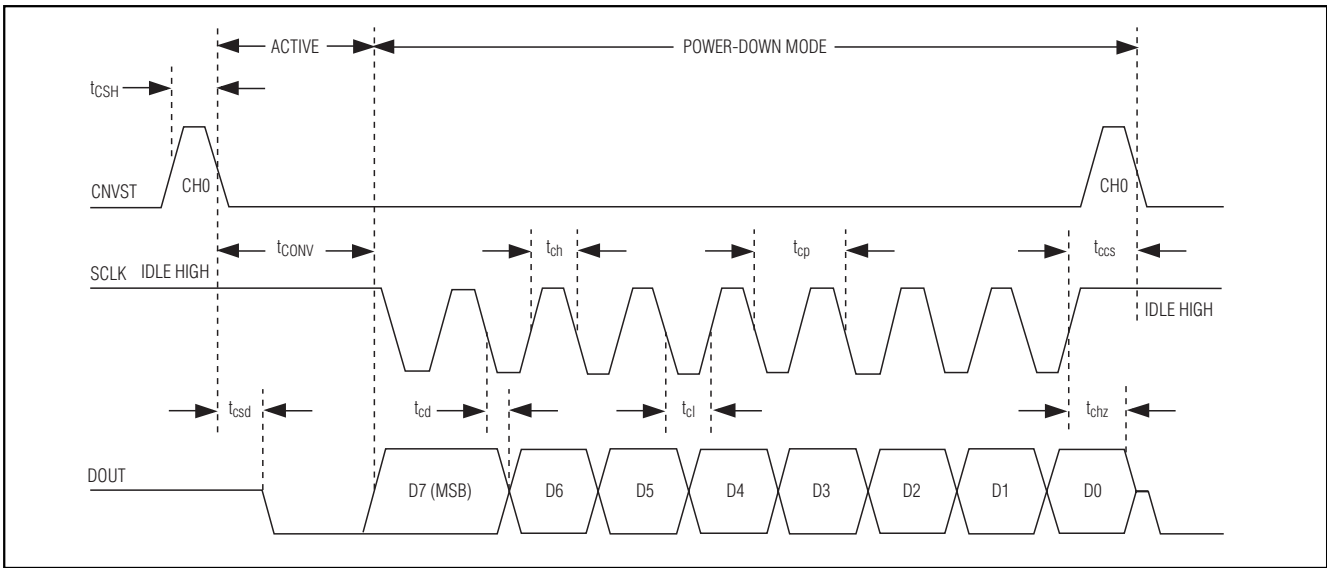 ACTIVE
POWER-DOWN MODE
tCSH
CNVST
CH0
CH0
tCONV
tch
tcp
tccs
SCLK IDLE HIGH
IDLE HIGH
tcsd
tcd
tcl
tchz
DOUT
D7 (MSB) D6 D5 D4 D3 D2 D1 D0